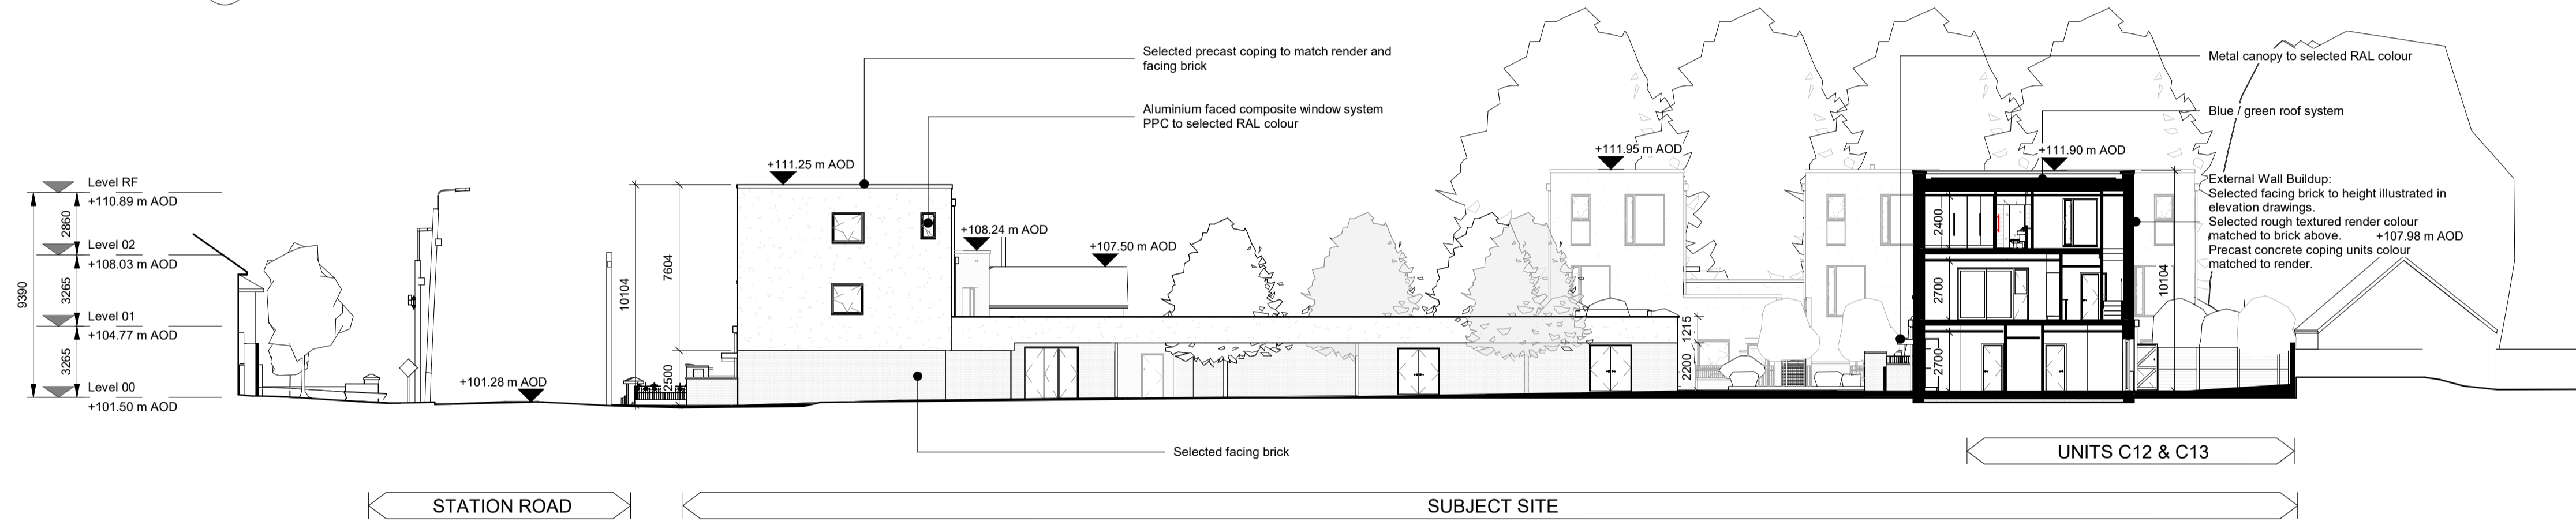 Selected precast coping to match render and
facing brick
Aluminium faced composite window system
PPC to selected RAL colour
Metal canopy to selected RAL colour
Blue / green roof system
+111.25 m AOD
+111.95 m AOD
+111.90 m AOD
External Wall Buildup:
Selected facing brick to height illustrated in
elevation drawings.
Selected rough textured render colour
matched to brick above.
+107.98 m AOD
Precast concrete coping units colour
matched to render.
Level RF
+110.89 m AOD
2860
Level 02
+108.03 m AOD
3265
9390
Level 01
+104.77 m AOD
3265
Level 00
+101.50 m AOD
+101.28 m AOD
10104
7604
2500
+108.24 m AOD
+107.50 m AOD
1215
2200
2400
2700
2700
10104
Selected facing brick
UNITS C12 & C13
STATION ROAD
SUBJECT SITE